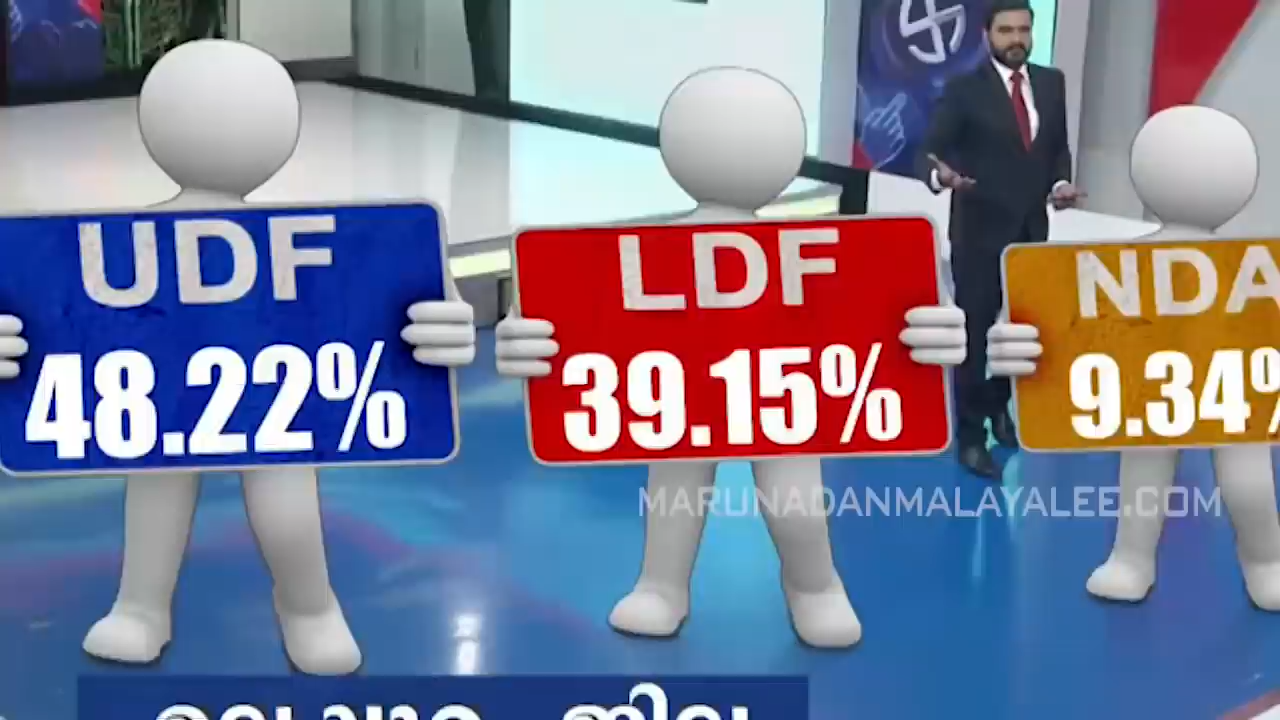 UDF
48.22%
LDF
39.15%
NDA
9.34%
MARUNADANMALAYALEE.COM